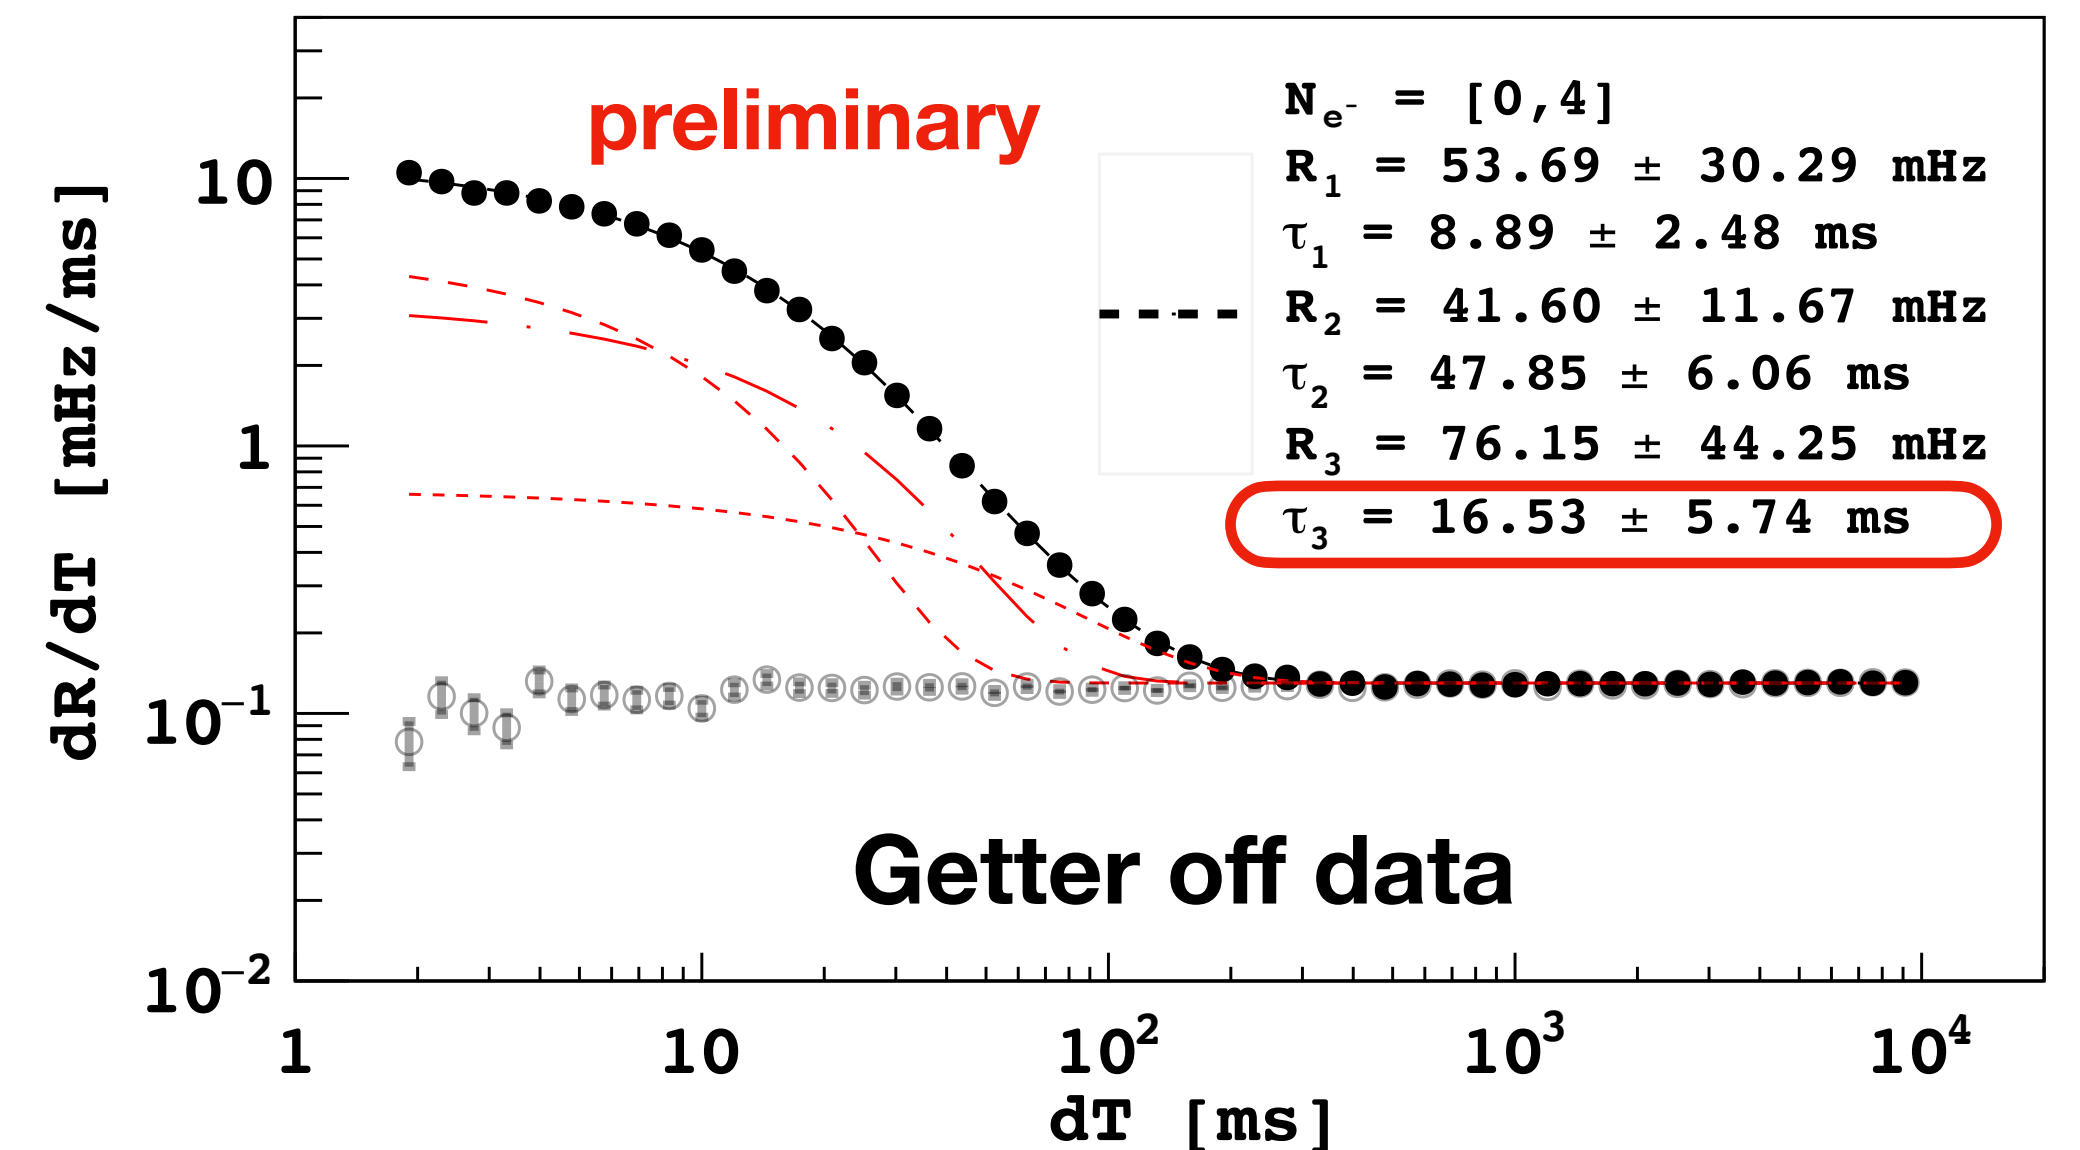 preliminary
N_e⁻ = [0,4]
R₁ = 53.69 ± 30.29 mHz
τ₁ = 8.89 ± 2.48 ms
R₂ = 41.60 ± 11.67 mHz
τ₂ = 47.85 ± 6.06 ms
R₃ = 76.15 ± 44.25 mHz
τ₃ = 16.53 ± 5.74 ms
dR/dT [mHz/ms]
10
1
10⁻¹
10⁻²
Getter off data
1
10
10²
10³
10⁴
dT [ms]